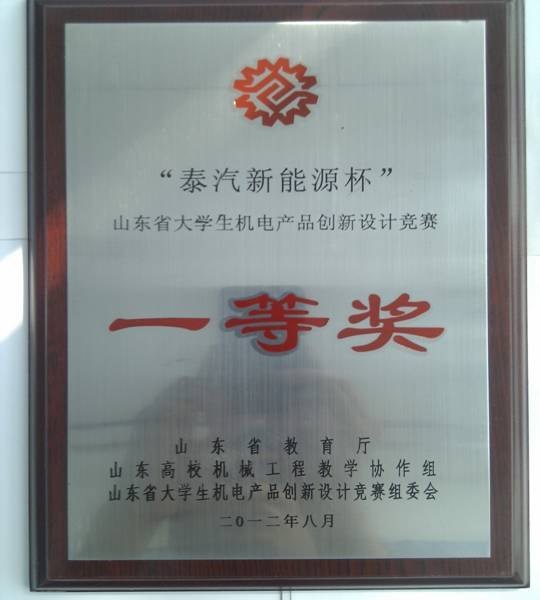 “泰汽新能源杯”
山东省大学生机电产品创新设计竞赛
一等奖
山东省教育厅
山东高校机械工程教学协作组
山东省大学生机电产品创新设计竞赛组委会
二〇一二年八月